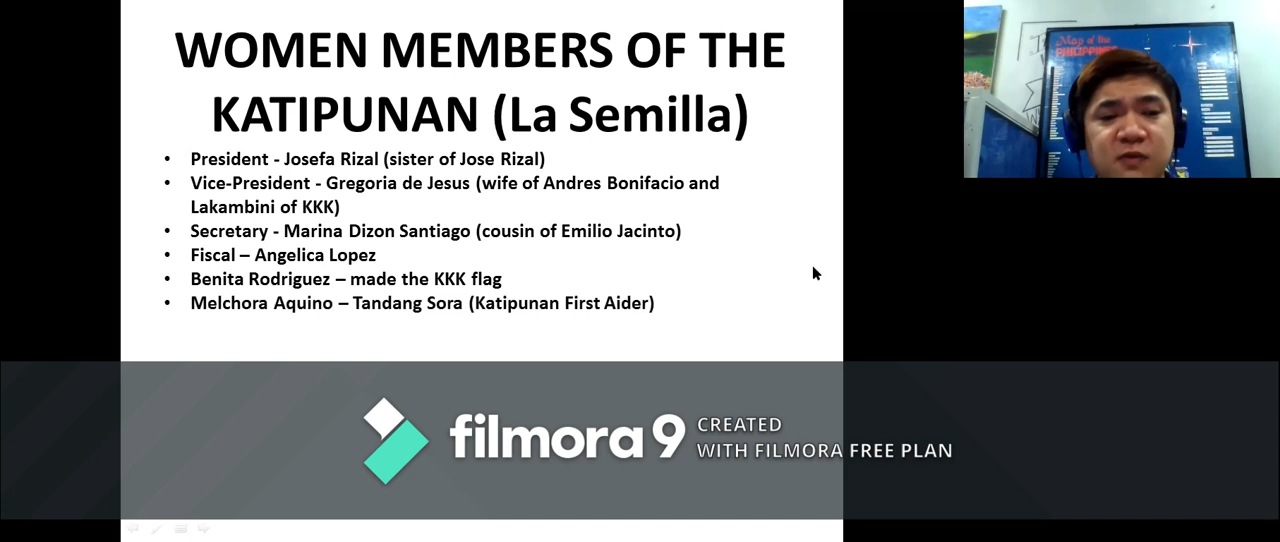 WOMEN MEMBERS OF THE
KATIPUNAN (La Semilla)
• President - Josefa Rizal (sister of Jose Rizal)
• Vice-President - Gregoria de Jesus (wife of Andres Bonifacio and
Lakambini of KKK)
• Secretary - Marina Dizon Santiago (cousin of Emilio Jacinto)
• Fiscal – Angelica Lopez
• Benita Rodriguez – made the KKK flag
• Melchora Aquino – Tandang Sora (Katipunan First Aider)
Map of the
PHILIPPINES
filmora 9
CREATED
WITH FILMORA FREE PLAN